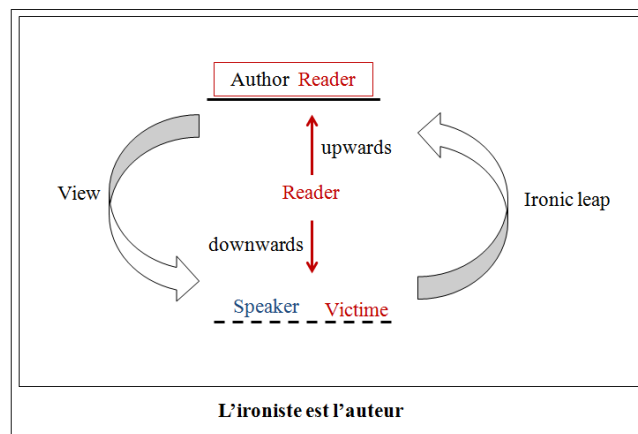 Author Reader
upwards
View
Reader
Ironic leap
downwards
Speaker Victime
L'ironiste est l'auteur